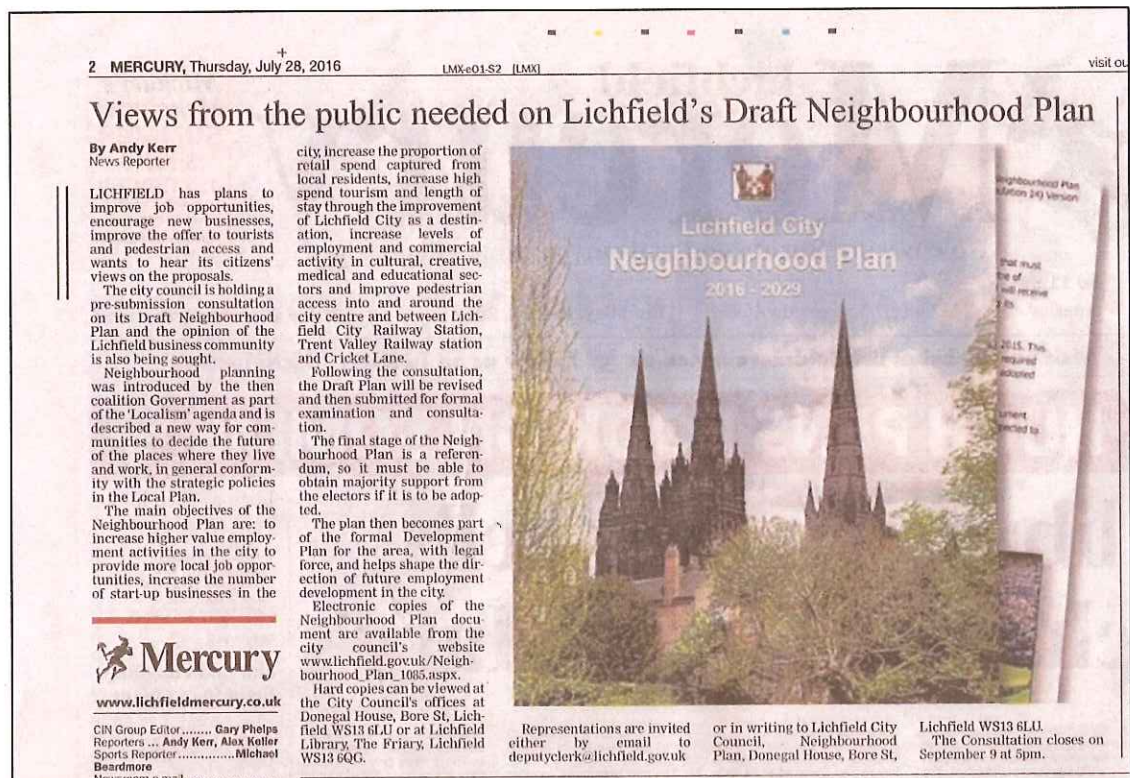 2 MERCURY, Thursday, July 28, 2016
LMX-e01-S2 [LMX]
visit ou
Views from the public needed on Lichfield's Draft Neighbourhood Plan
By Andy Kerr
News Reporter
LICHFIELD has plans to
improve job opportunities,
encourage new businesses,
improve the offer to tourists
and pedestrian access and
wants to hear its citizens'
views on the proposals.
The city council is holding a
pre-submission consultation
on its Draft Neighbourhood
Plan and the opinion of the
Lichfield business community
is also being sought.
Neighbourhood planning
was introduced by the then
coalition Government as part
of the 'Localism' agenda and is
described a new way for com-
munities to decide the future
of the places where they live
and work, in general conform-
ity with the strategic policies
in the Local Plan.
The main objectives of the
Neighbourhood Plan are: to
increase higher value employ-
ment activities in the city to
provide more local job oppor-
tunities, increase the number
of start-up businesses in the
city, increase the proportion of
retail spend captured from
local residents, increase high
spend tourism and length of
stay through the improvement
of Lichfield City as a destin-
ation, increase levels of
employment and commercial
activity in cultural, creative,
medical and educational sec-
tors and improve pedestrian
access into and around the
city centre and between Lich-
field City Railway Station,
Trent Valley Railway station
and Cricket Lane.
Following the consultation,
the Draft Plan will be revised
and then submitted for formal
examination and consulta-
tion.
The final stage of the Neigh-
bourhood Plan is a referen-
dum, so it must be able to
obtain majority support from
the electors if it is to be adop-
ted.
The plan then becomes part
of the formal Development
Plan for the area, with legal
force, and helps shape the dir-
ection of future employment
development in the city.
Electronic copies of the
Neighbourhood Plan docu-
ment are available from the
city council's website
www.lichfield.gov.uk/Neigh-
bourhood_Plan_1085.aspx.
Hard copies can be viewed at
the City Council's offices at
Donegal House, Bore St, Lich-
field WS13 6LU or at Lichfield
Library, The Friary, Lichfield
WS13 6QG.
Lichfield City
Neighbourhood Plan
2016 - 2029
eighbourhood Plan
ulation 14) Version
that must
of
will receive
its
2015. This
required
adopted
ument
pected to
Representations are invited
either by email to
deputyclerk@lichfield.gov.uk
or in writing to Lichfield City
Council, Neighbourhood
Plan, Donegal House, Bore St,
Lichfield WS13 6LU.
The Consultation closes on
September 9 at 5pm.
Mercury
www.lichfieldmercury.co.uk
CIN Group Editor........ Gary Phelps
Reporters ... Andy Kerr, Alex Keller
Sports Reporter..............Michael
Beardmore